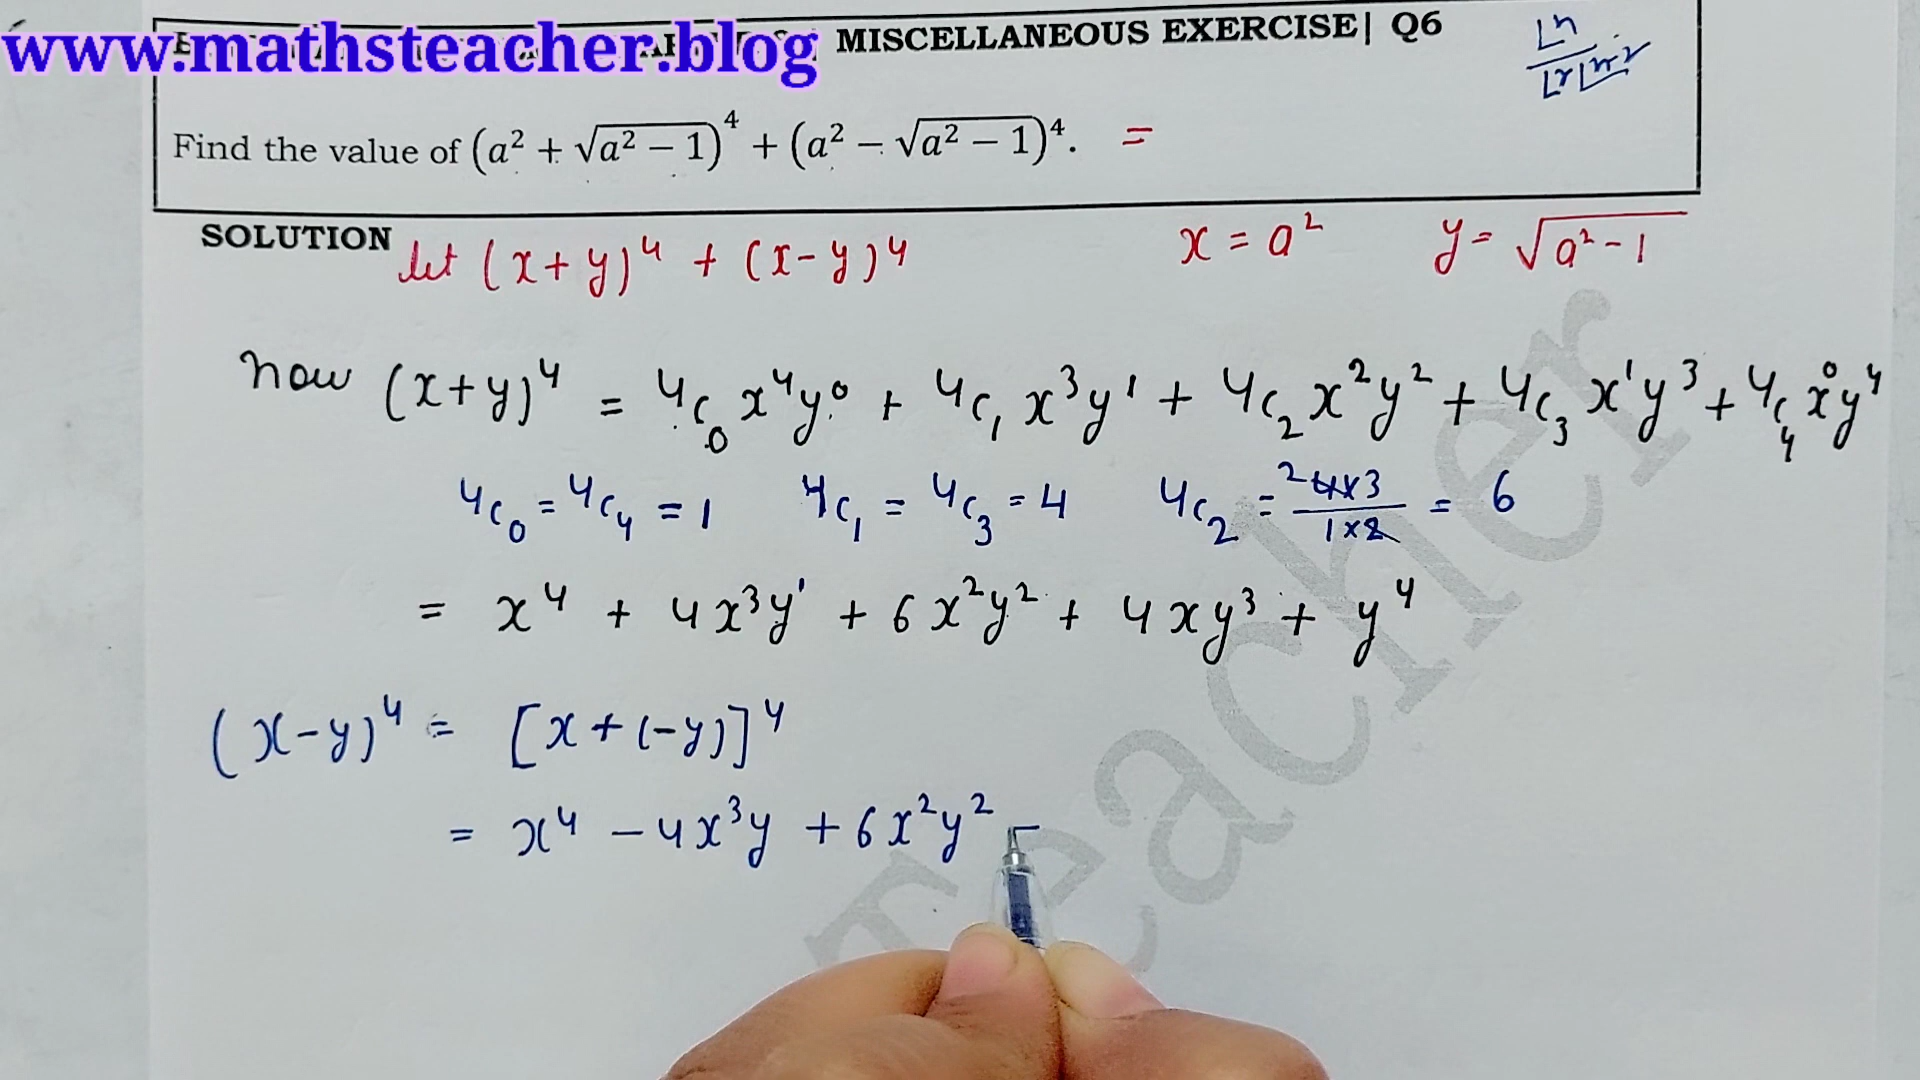 www.mathsteacher.blog
MISCELLANEOUS EXERCISE| Q6
⌊n / ⌊r ⌊n-r
Find the value of (a² + √(a² − 1))⁴ + (a² − √(a² − 1))⁴. =
SOLUTION let (x+y)⁴ + (x-y)⁴ x = a² y = √(a²-1)
now (x+y)⁴ = 4C₀ x⁴y⁰ + 4C₁ x³y¹ + 4C₂ x²y² + 4C₃ x¹y³ + 4C₄ x⁰y⁴
4C₀ = 4C₄ = 1 4C₁ = 4C₃ = 4 4C₂ = 2 4×3 / 1×2 = 6
= x⁴ + 4x³y¹ + 6x²y² + 4xy³ + y⁴
(x-y)⁴ = [x+(-y)]⁴
= x⁴ - 4x³y + 6x²y² -
teacher